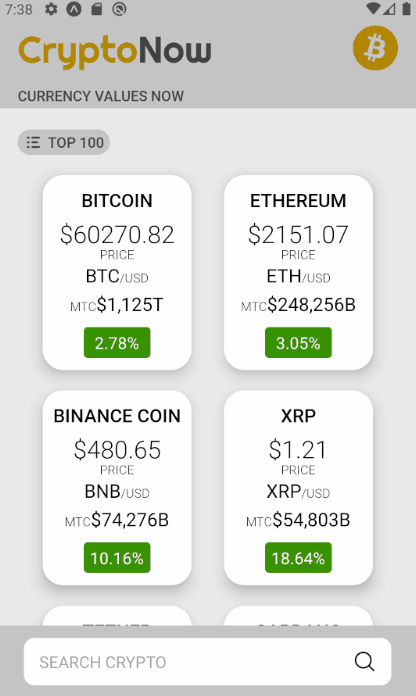 7:38
CryptoNow
CURRENCY VALUES NOW
TOP 100
BITCOIN
$60270.82
PRICE
BTC/USD
MTC$1,125T
2.78%
ETHEREUM
$2151.07
PRICE
ETH/USD
MTC$248,256B
3.05%
BINANCE COIN
$480.65
PRICE
BNB/USD
MTC$74,276B
10.16%
XRP
$1.21
PRICE
XRP/USD
MTC$54,803B
18.64%
SEARCH CRYPTO